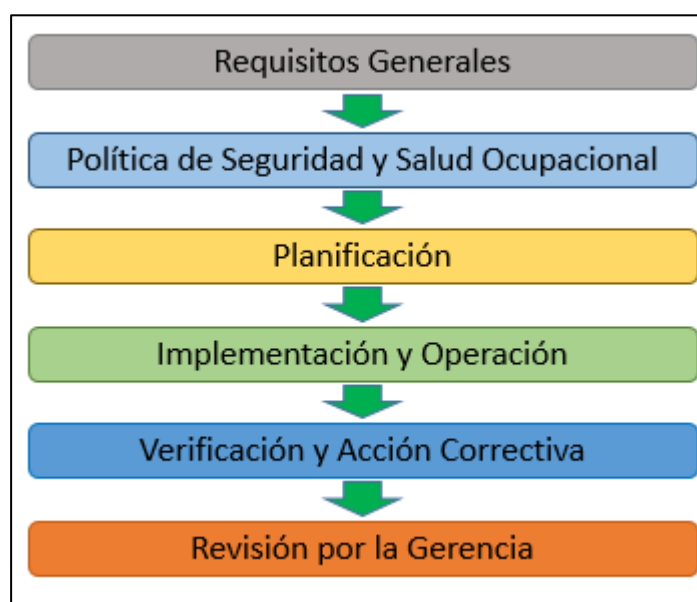 Requisitos Generales
Política de Seguridad y Salud Ocupacional
Planificación
Implementación y Operación
Verificación y Acción Correctiva
Revisión por la Gerencia